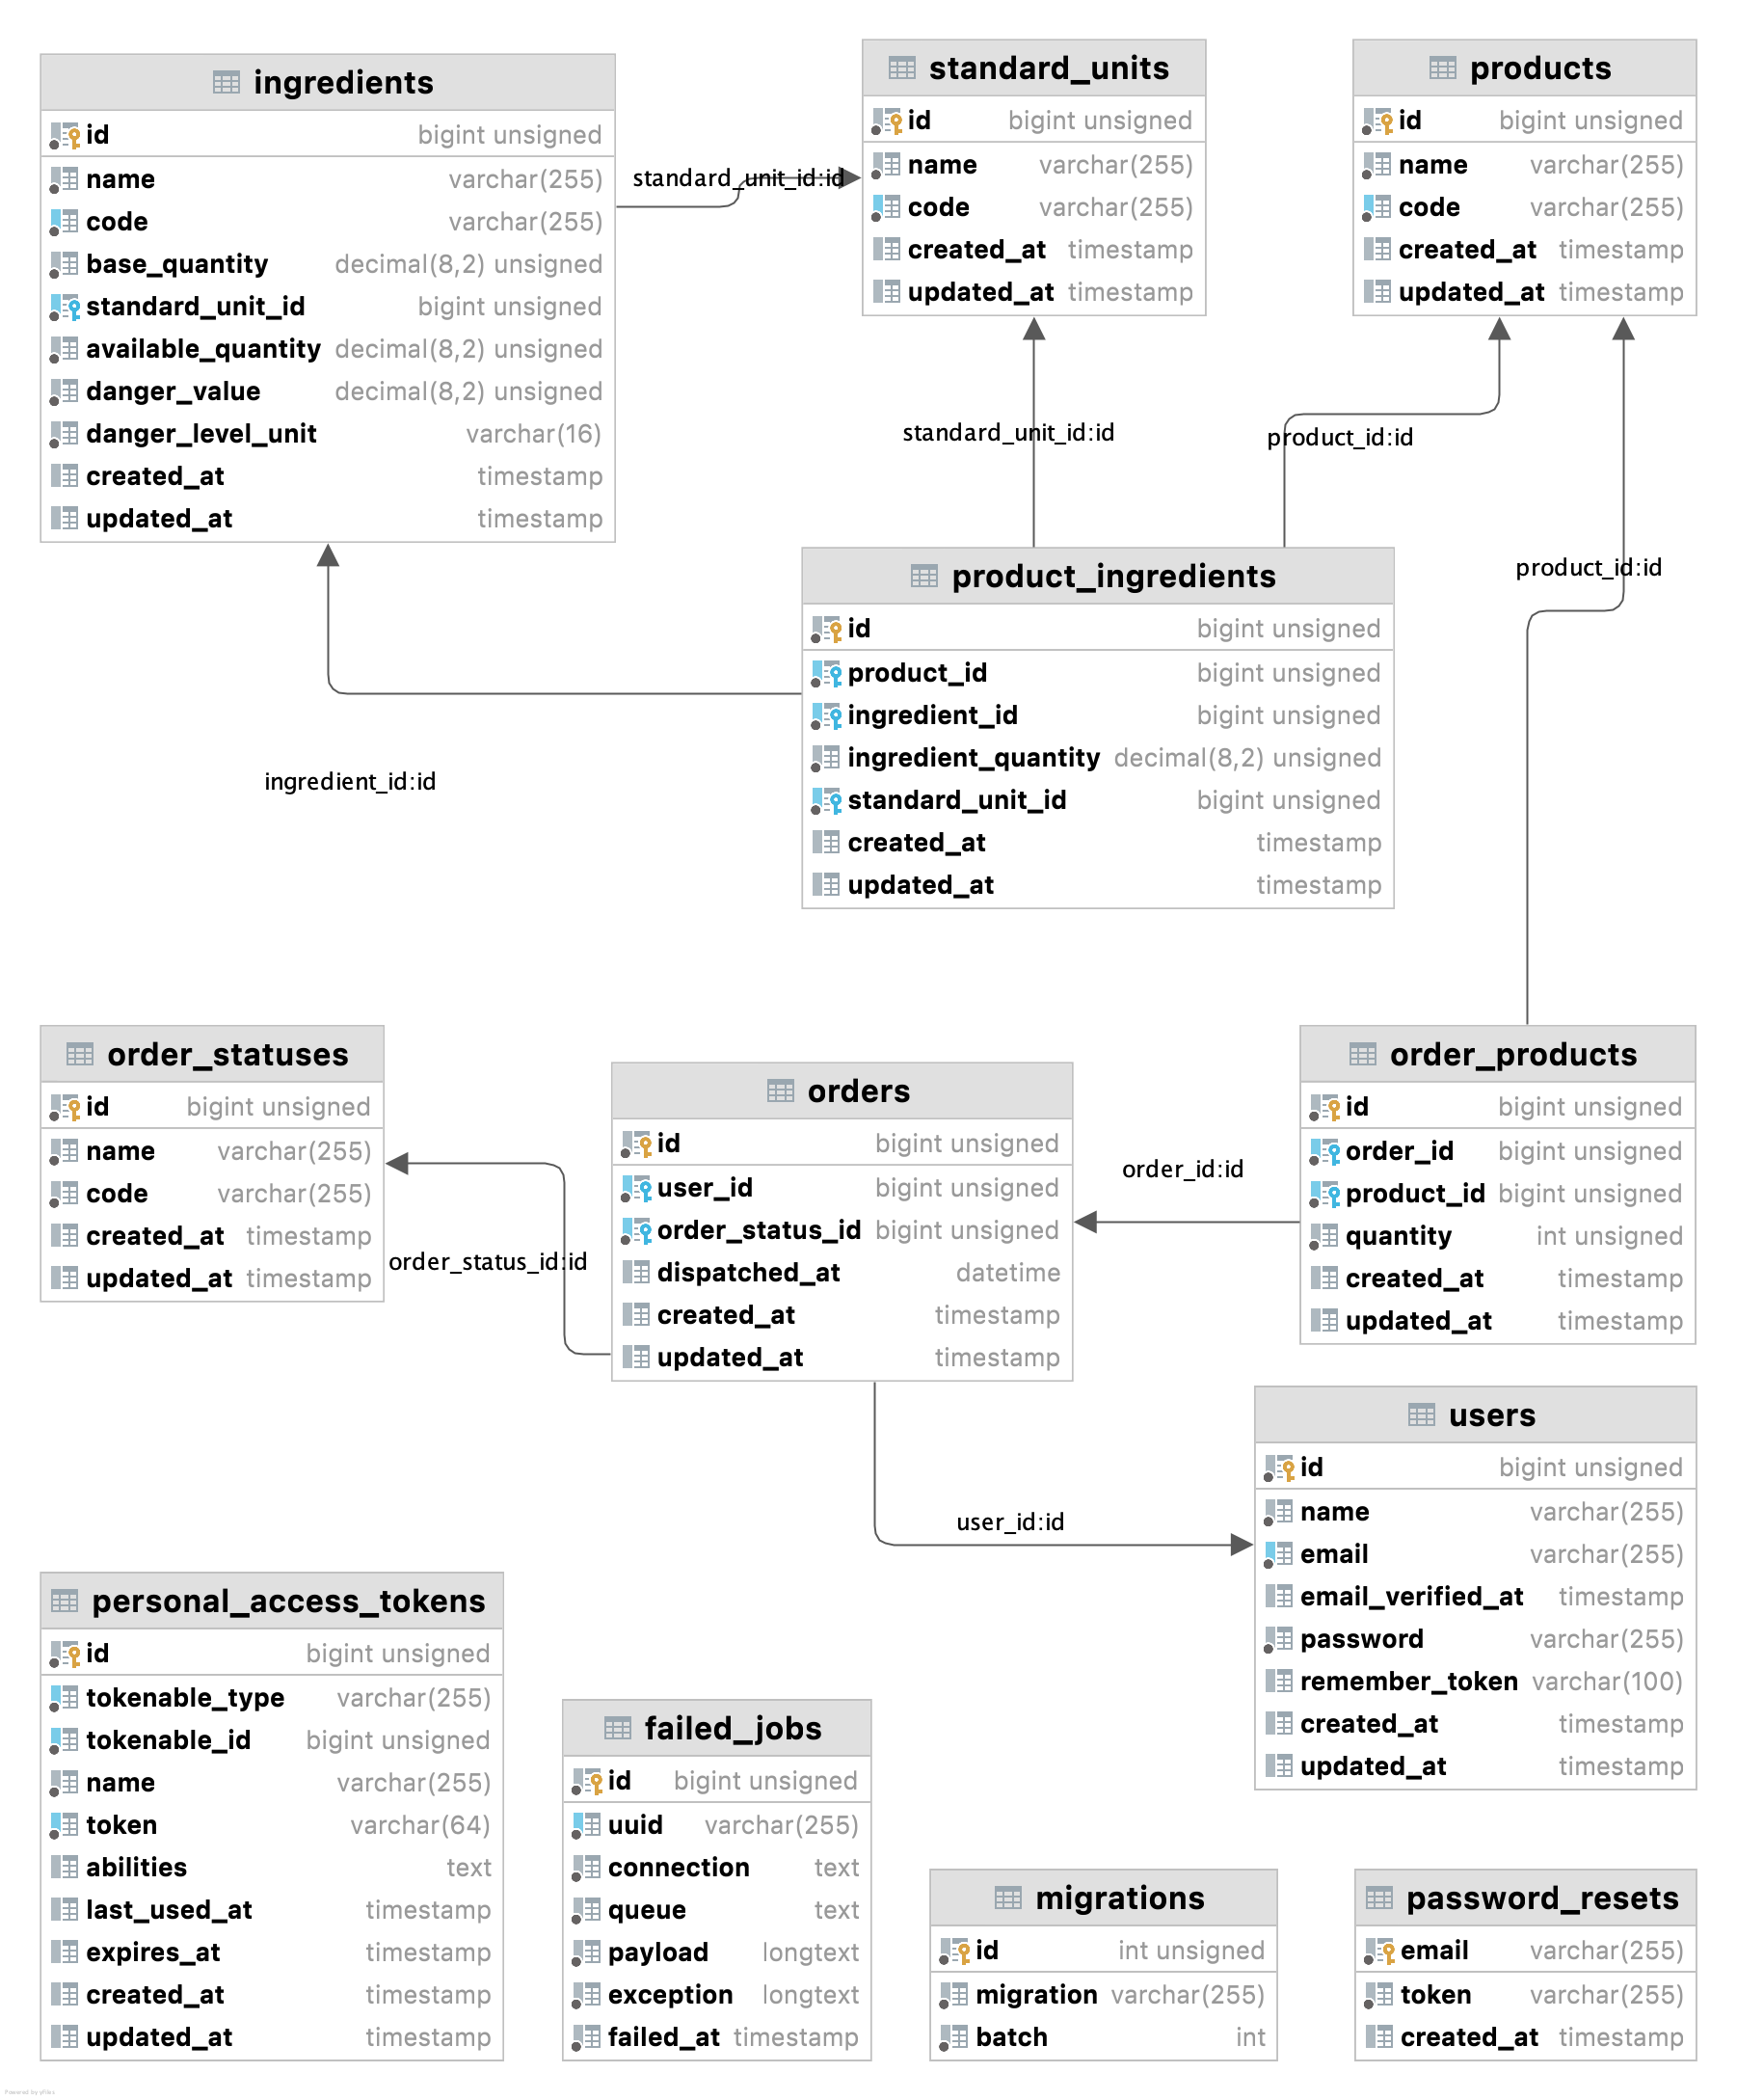 ingredients
id bigint unsigned
name varchar(255)
code varchar(255)
base_quantity decimal(8,2) unsigned
standard_unit_id bigint unsigned
available_quantity decimal(8,2) unsigned
danger_value decimal(8,2) unsigned
danger_level_unit varchar(16)
created_at timestamp
updated_at timestamp
standard_unit_id:id
standard_units
id bigint unsigned
name varchar(255)
code varchar(255)
created_at timestamp
updated_at timestamp
products
id bigint unsigned
name varchar(255)
code varchar(255)
created_at timestamp
updated_at timestamp
standard_unit_id:id
product_id:id
product_id:id
product_ingredients
id bigint unsigned
product_id bigint unsigned
ingredient_id bigint unsigned
ingredient_quantity decimal(8,2) unsigned
standard_unit_id bigint unsigned
created_at timestamp
updated_at timestamp
ingredient_id:id
order_statuses
id bigint unsigned
name varchar(255)
code varchar(255)
created_at timestamp
updated_at timestamp
order_status_id:id
orders
id bigint unsigned
user_id bigint unsigned
order_status_id bigint unsigned
dispatched_at datetime
created_at timestamp
updated_at timestamp
order_id:id
order_products
id bigint unsigned
order_id bigint unsigned
product_id bigint unsigned
quantity int unsigned
created_at timestamp
updated_at timestamp
user_id:id
users
id bigint unsigned
name varchar(255)
email varchar(255)
email_verified_at timestamp
password varchar(255)
remember_token varchar(100)
created_at timestamp
updated_at timestamp
personal_access_tokens
id bigint unsigned
tokenable_type varchar(255)
tokenable_id bigint unsigned
name varchar(255)
token varchar(64)
abilities text
last_used_at timestamp
expires_at timestamp
created_at timestamp
updated_at timestamp
failed_jobs
id bigint unsigned
uuid varchar(255)
connection text
queue text
payload longtext
exception longtext
failed_at timestamp
migrations
id int unsigned
migration varchar(255)
batch int
password_resets
email varchar(255)
token varchar(255)
created_at timestamp
Powered by yFiles